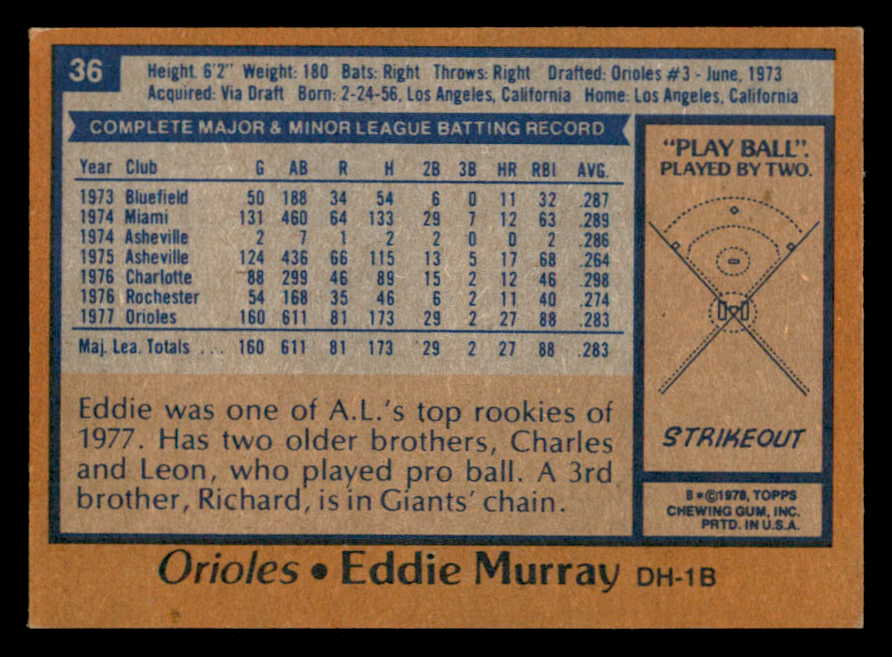 36
Height. 6'2" Weight: 180 Bats: Right Throws: Right Drafted: Orioles #3 - June, 1973
Acquired: Via Draft Born: 2-24-56, Los Angeles, California Home: Los Angeles, California
COMPLETE MAJOR & MINOR LEAGUE BATTING RECORD
Year Club G AB R H 2B 3B HR RBI AVG.
1973 Bluefield 50 188 34 54 6 0 11 32 .287
1974 Miami 131 460 64 133 29 7 12 63 .289
1974 Asheville 2 7 1 2 2 0 0 2 .286
1975 Asheville 124 436 66 115 13 5 17 68 .264
1976 Charlotte 88 299 46 89 15 2 12 46 .298
1976 Rochester 54 168 35 46 6 2 11 40 .274
1977 Orioles 160 611 81 173 29 2 27 88 .283
Maj. Lea. Totals .... 160 611 81 173 29 2 27 88 .283
Eddie was one of A.L.'s top rookies of
1977. Has two older brothers, Charles
and Leon, who played pro ball. A 3rd
brother, Richard, is in Giants' chain.
"PLAY BALL".
PLAYED BY TWO.
STRIKEOUT
B*©1978, TOPPS
CHEWING GUM, INC.
PRTD. IN U.S.A.
Orioles • Eddie Murray DH-1B